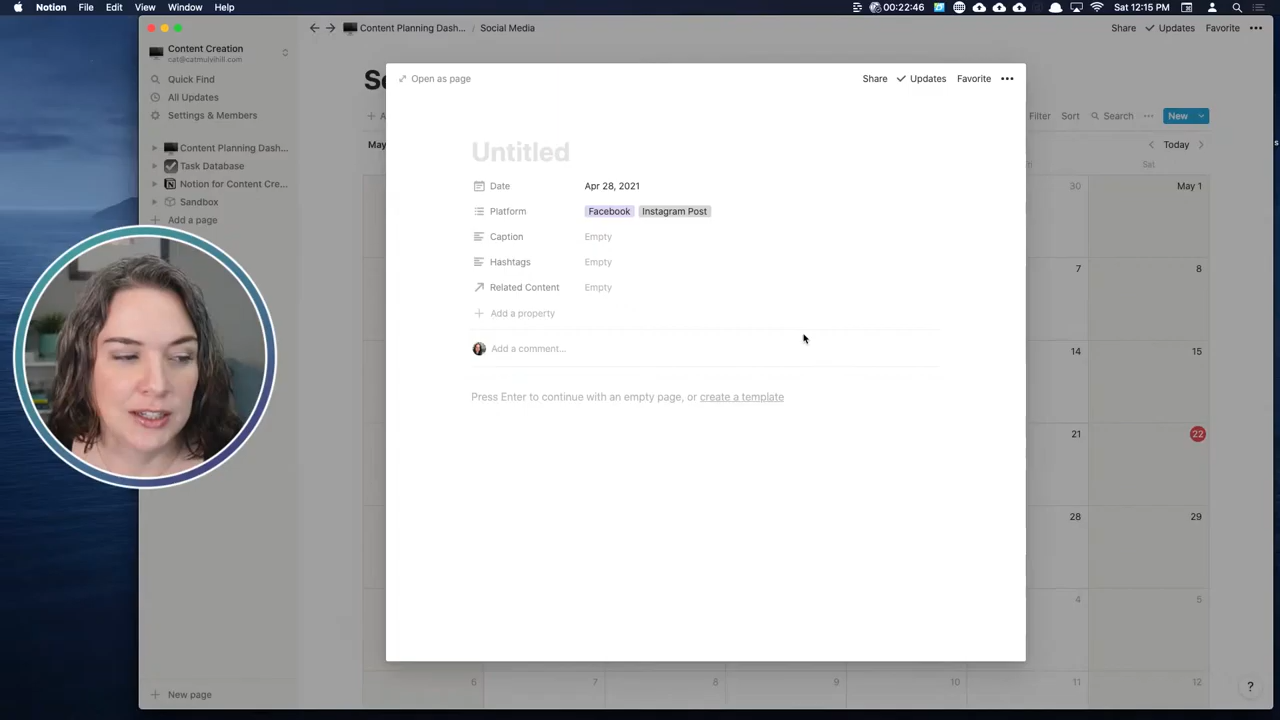 Notion File Edit View Window Help
00:22:46
Sat 12:15 PM
Content Creation
cat@catmulvihill.com
Quick Find
All Updates
Settings & Members
Content Planning Dash...
Task Database
Notion for Content Cre...
Sandbox
Add a page
New page
Content Planning Dash... / Social Media
Share Updates Favorite
Filter Sort Search New
May
Today
Sat
30 May 1
7 8
14 15
21 22
28 29
4 5
6 7 8 9 10 11 12
Open as page
Share Updates Favorite
Untitled
Date Apr 28, 2021
Platform Facebook Instagram Post
Caption Empty
Hashtags Empty
Related Content Empty
Add a property
Add a comment...
Press Enter to continue with an empty page, or create a template
?